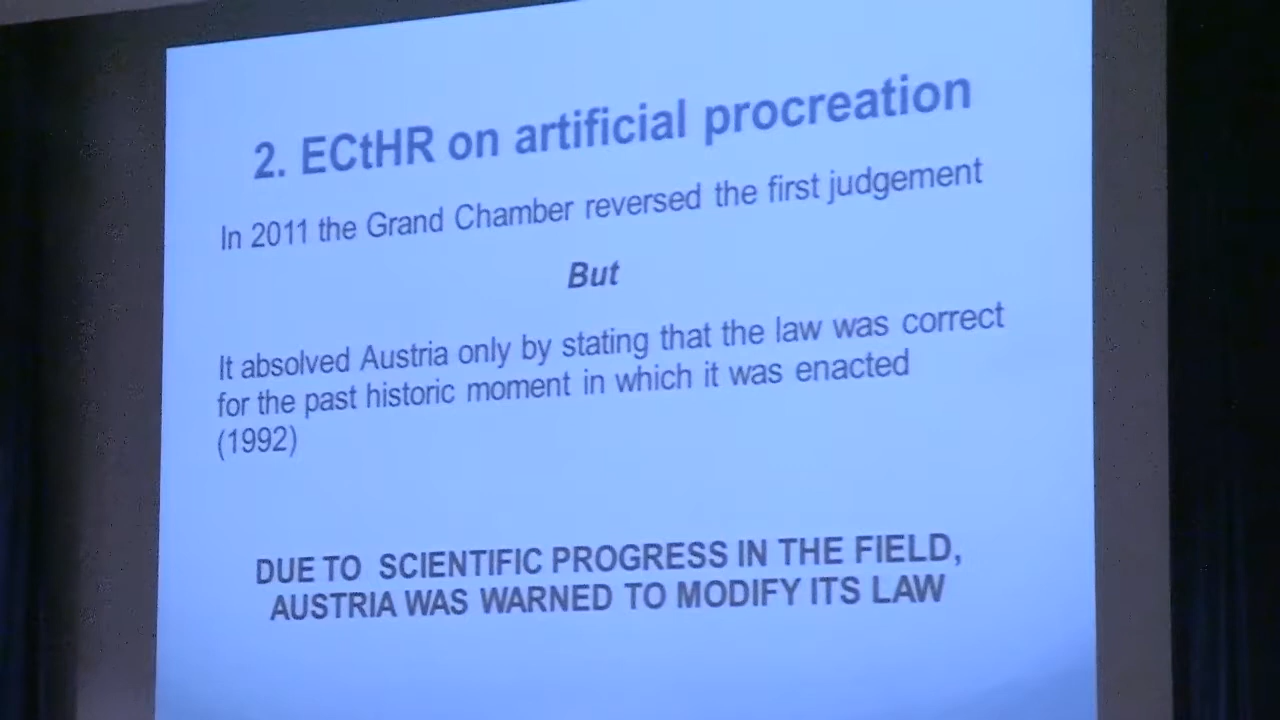 2. ECtHR on artificial procreation
In 2011 the Grand Chamber reversed the first judgement
But
It absolved Austria only by stating that the law was correct
for the past historic moment in which it was enacted
(1992)
DUE TO SCIENTIFIC PROGRESS IN THE FIELD,
AUSTRIA WAS WARNED TO MODIFY ITS LAW